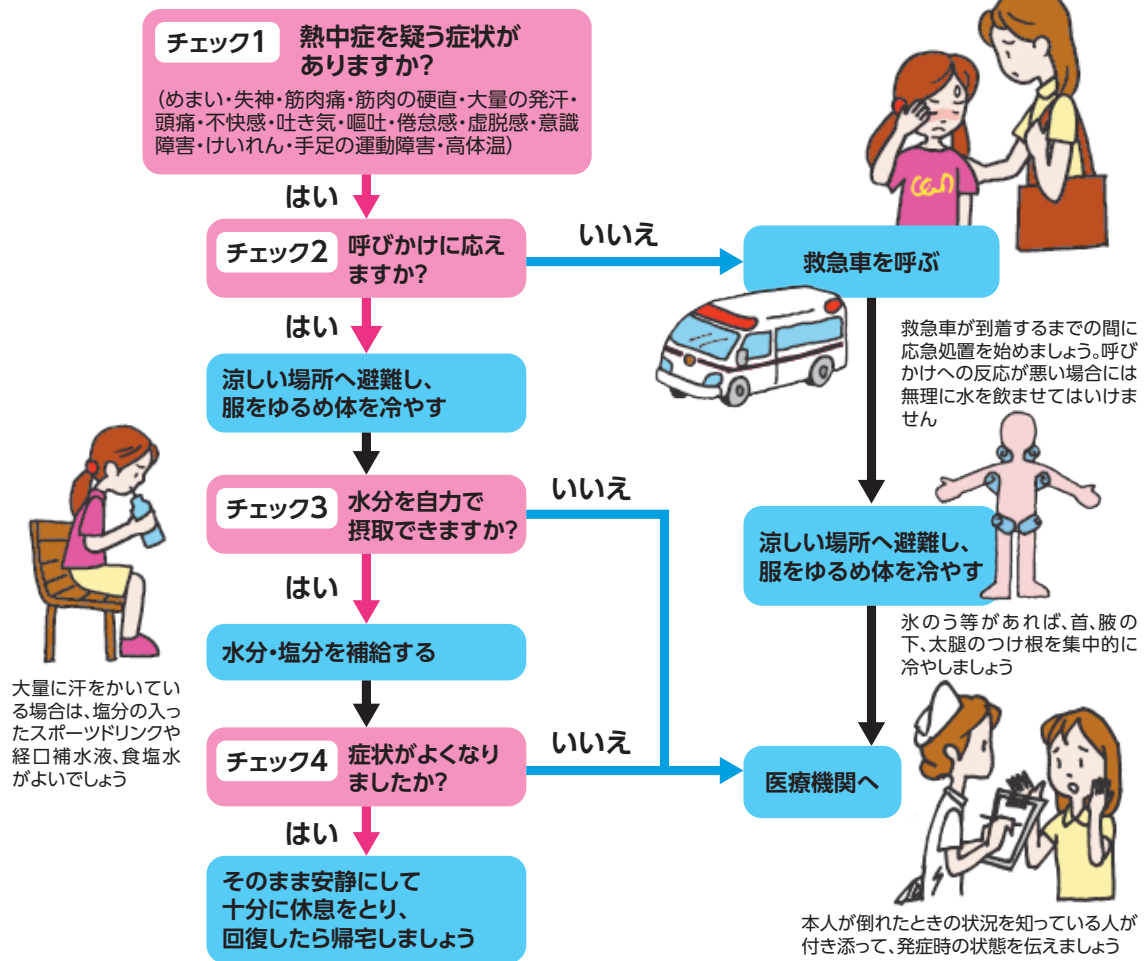 チェック1
熱中症を疑う症状が
ありますか?
(めまい・失神・筋肉痛・筋肉の硬直・大量の発汗・
頭痛・不快感・吐き気・嘔吐・倦怠感・虚脱感・意識
障害・けいれん・手足の運動障害・高体温)
はい
チェック2
呼びかけに応え
ますか?
いいえ
救急車を呼ぶ
はい
救急車が到着するまでの間に
応急処置を始めましょう。呼び
かけへの反応が悪い場合には
無理に水を飲ませてはいけま
せん
涼しい場所へ避難し、
服をゆるめ体を冷やす
チェック3
水分を自力で
摂取できますか?
いいえ
涼しい場所へ避難し、
服をゆるめ体を冷やす
はい
氷のう等があれば、首、腋の
下、太腿のつけ根を集中的に
冷やしましょう
水分・塩分を補給する
大量に汗をかいてい
る場合は、塩分の入っ
たスポーツドリンクや
経口補水液、食塩水
がよいでしょう
チェック4
症状がよくなり
ましたか?
いいえ
医療機関へ
はい
そのまま安静にして
十分に休息をとり、
回復したら帰宅しましょう
本人が倒れたときの状況を知っている人が
付き添って、発症時の状態を伝えましょう